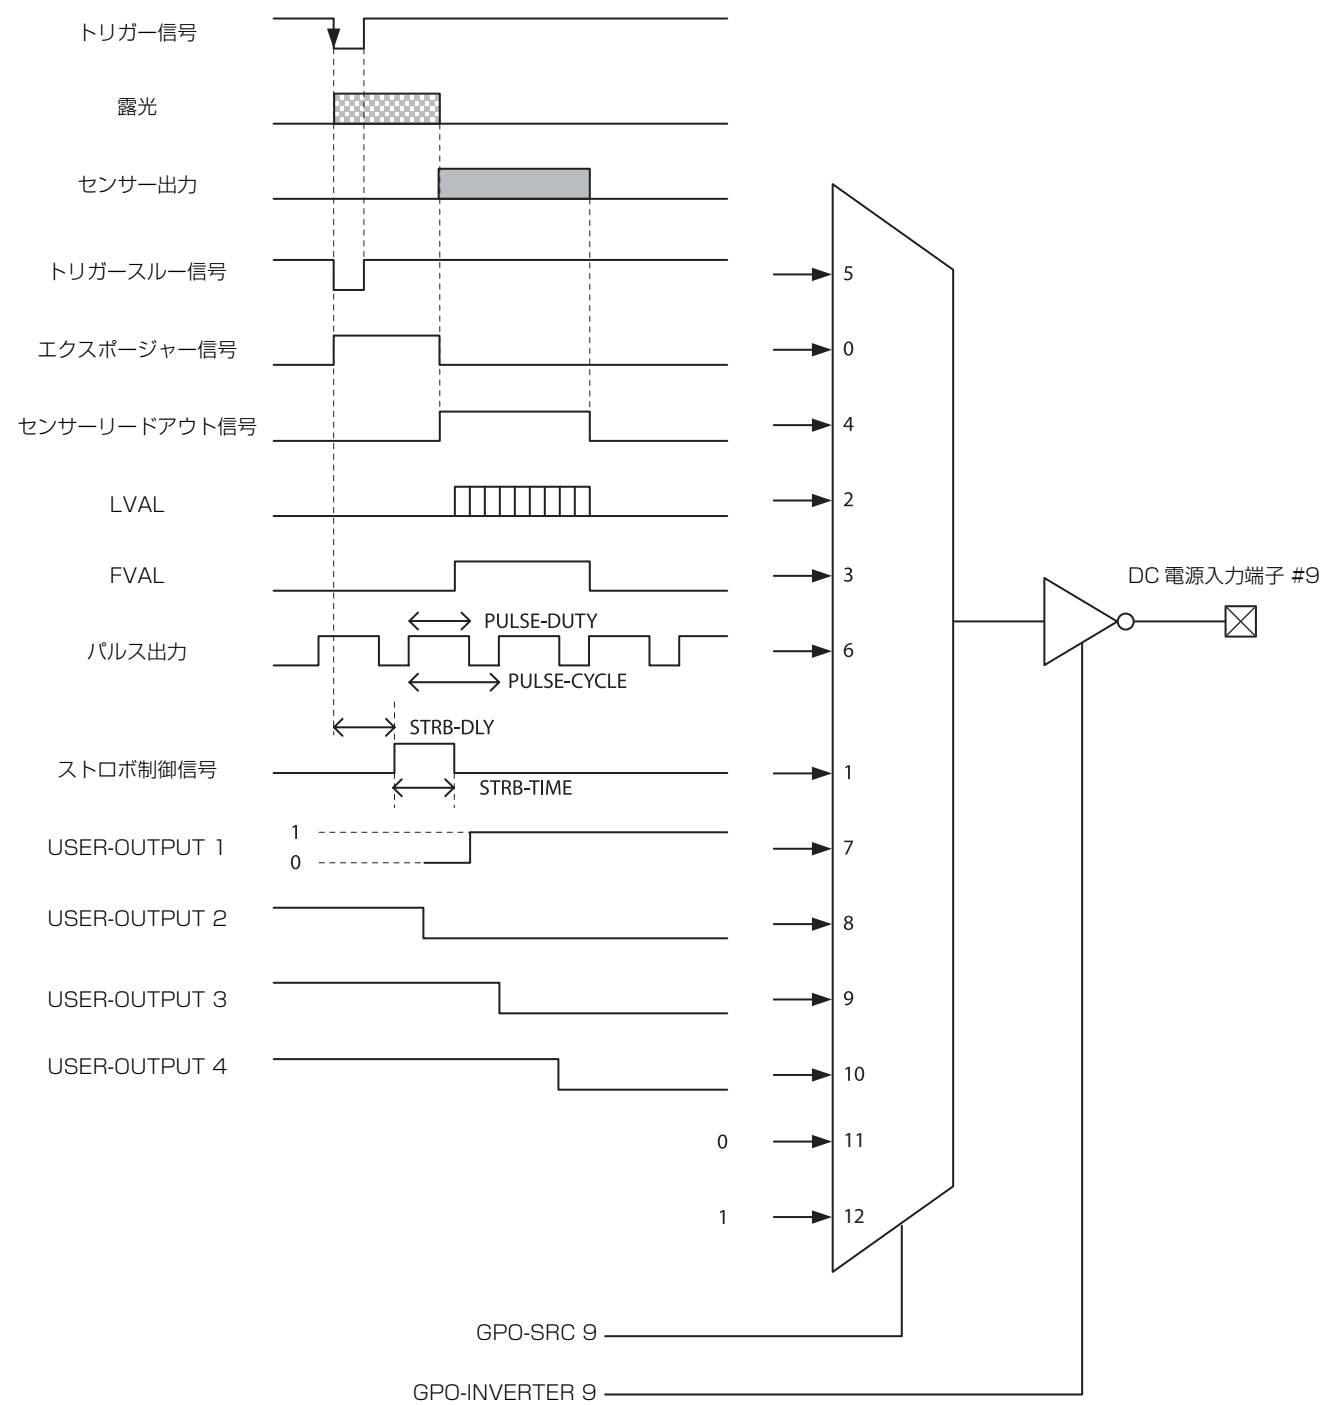 トリガー信号
露光
センサー出力
トリガースルー信号
5
エクスポージャー信号
0
センサーリードアウト信号
4
LVAL
2
FVAL
3
DC 電源入力端子 #9
PULSE-DUTY
パルス出力
6
PULSE-CYCLE
STRB-DLY
ストロボ制御信号
1
STRB-TIME
1
USER-OUTPUT 1
7
0
USER-OUTPUT 2
8
USER-OUTPUT 3
9
USER-OUTPUT 4
10
0
11
1
12
GPO-SRC 9
GPO-INVERTER 9